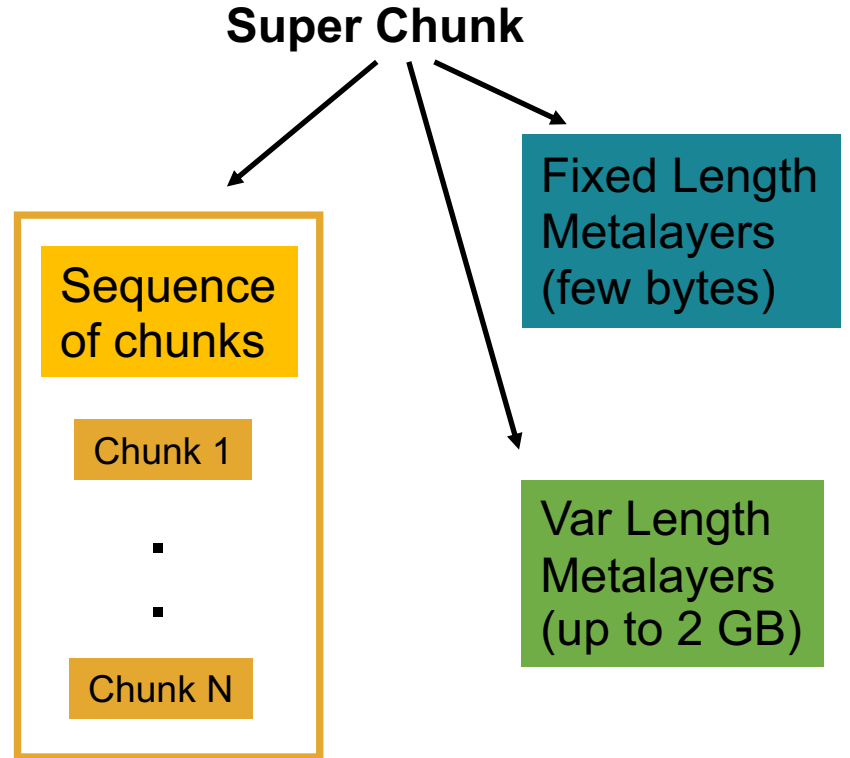 Super Chunk
Sequence
of chunks
Chunk 1
.
.
Chunk N
Fixed Length
Metalayers
(few bytes)
Var Length
Metalayers
(up to 2 GB)